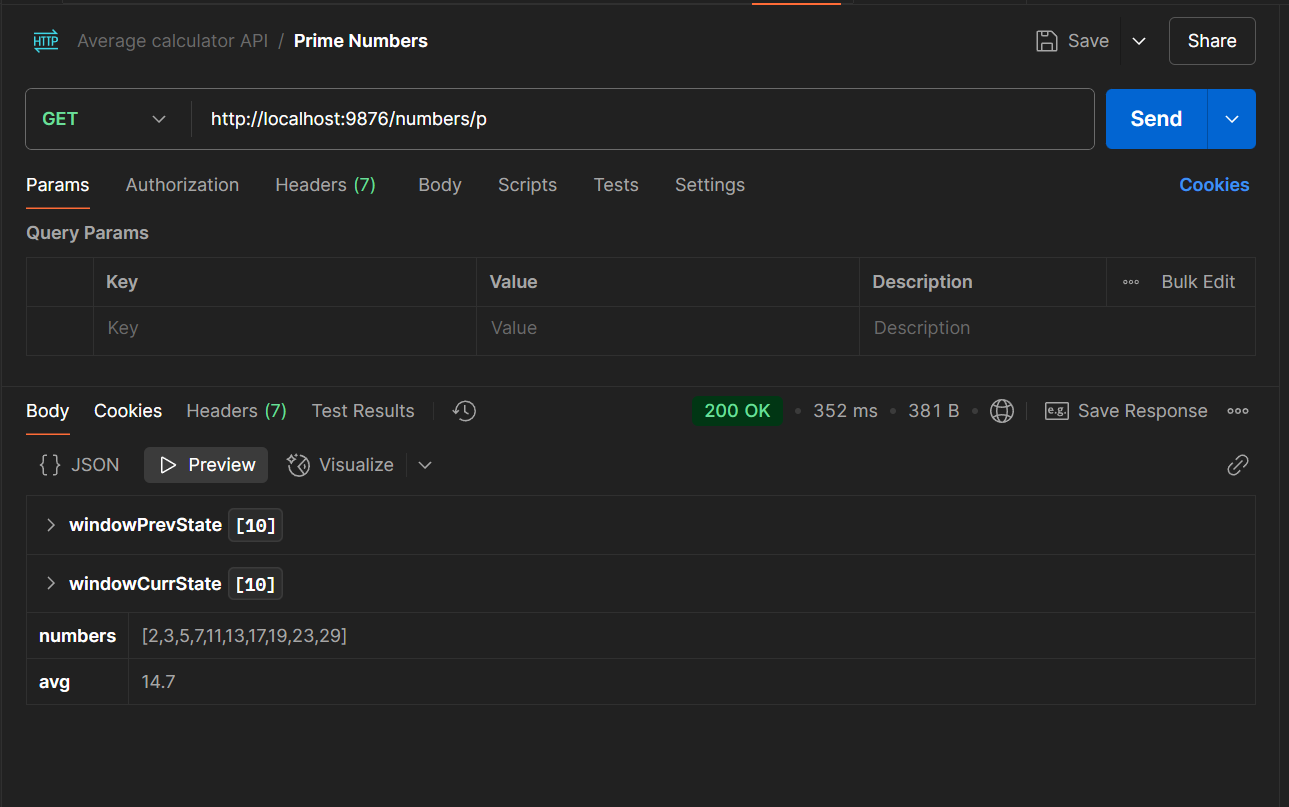 HTTP Average calculator API / Prime Numbers Save Share
GET http://localhost:9876/numbers/p Send
Params Authorization Headers (7) Body Scripts Tests Settings Cookies
Query Params
Key Value Description Bulk Edit
Key Value Description
Body Cookies Headers (7) Test Results 200 OK 352 ms 381 B e.g. Save Response
{} JSON Preview Visualize
windowPrevState [10]
windowCurrState [10]
numbers [2,3,5,7,11,13,17,19,23,29]
avg 14.7